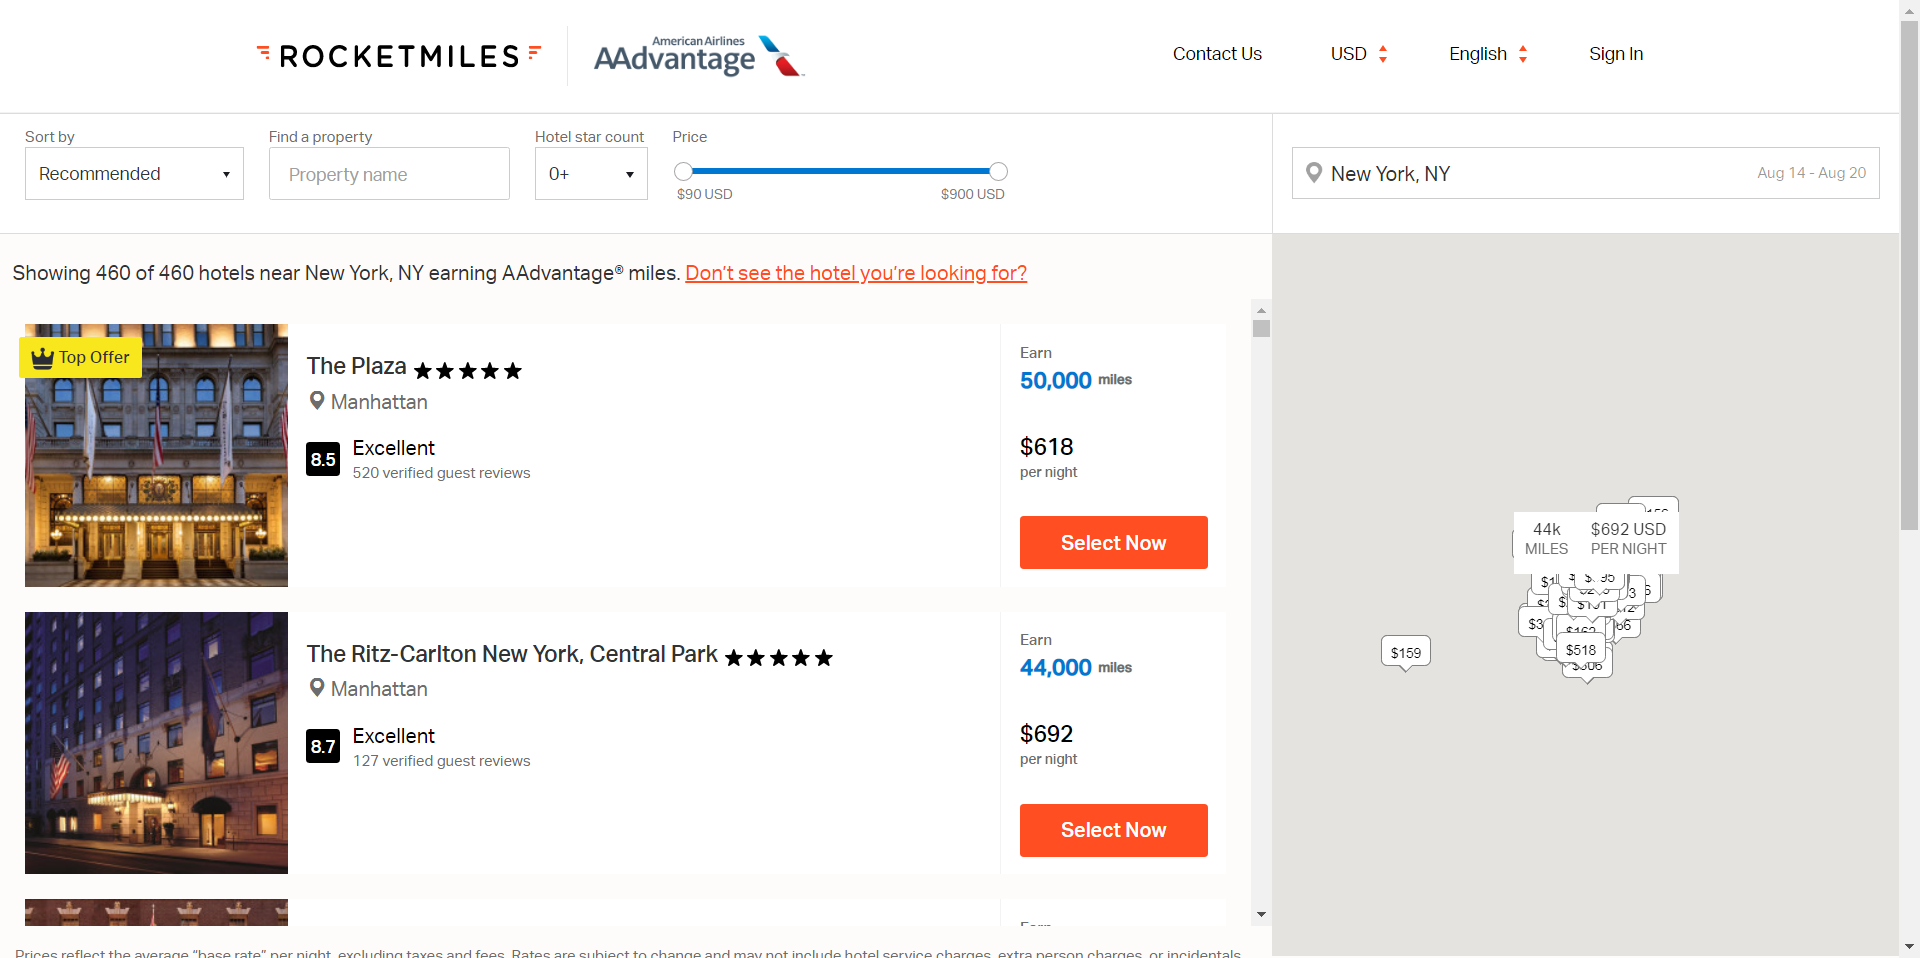 ROCKETMILES
American Airlines
AAdvantage
Contact Us
USD
English
Sign In
Sort by
Recommended
Find a property
Property name
Hotel star count
0+
Price
$90 USD
$900 USD
New York, NY
Aug 14 - Aug 20
Showing 460 of 460 hotels near New York, NY earning AAdvantage® miles. Don't see the hotel you're looking for?
Top Offer
The Plaza
Manhattan
8.5
Excellent
520 verified guest reviews
Earn
50,000 miles
$618
per night
Select Now
The Ritz-Carlton New York, Central Park
Manhattan
8.7
Excellent
127 verified guest reviews
Earn
44,000 miles
$692
per night
Select Now
Earn
44k
MILES
$692 USD
PER NIGHT
$159
$518
Prices reflect the average "base rate" per night, excluding taxes and fees. Rates are subject to change and may not include hotel service charges, extra person charges, or incidentals